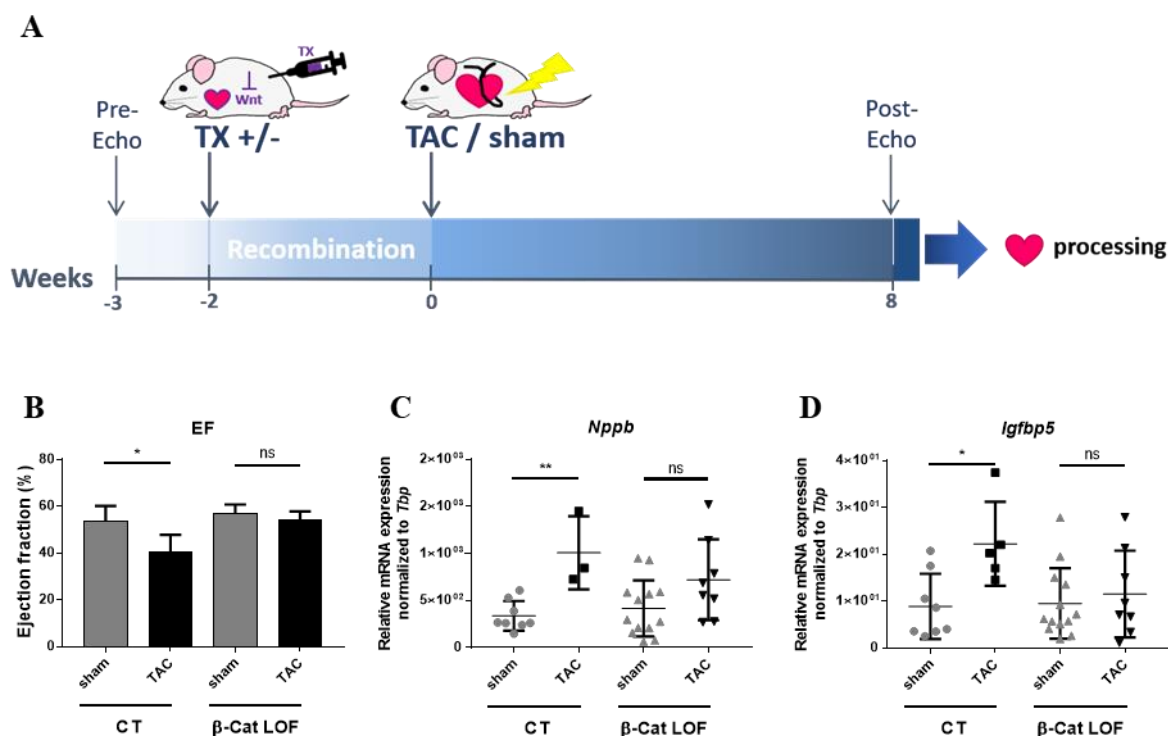 A
TX
Wnt
Pre-
Echo
TX +/-
TAC / sham
Post-
Echo
Recombination
processing
Weeks
-3
-2
0
8
B
EF
Ejection fraction (%)
80
60
40
20
0
*
ns
sham
TAC
sham
TAC
CT
β-Cat LOF
C
Nppb
Relative mRNA expression
normalized to Tbp
2×10⁰³
2×10⁰³
1×10⁰³
5×10⁰²
0
**
ns
sham
TAC
sham
TAC
CT
β-Cat LOF
D
Igfbp5
Relative mRNA expression
normalized to Tbp
4×10⁰¹
3×10⁰¹
2×10⁰¹
1×10⁰¹
0
*
ns
sham
TAC
sham
TAC
CT
β-Cat LOF